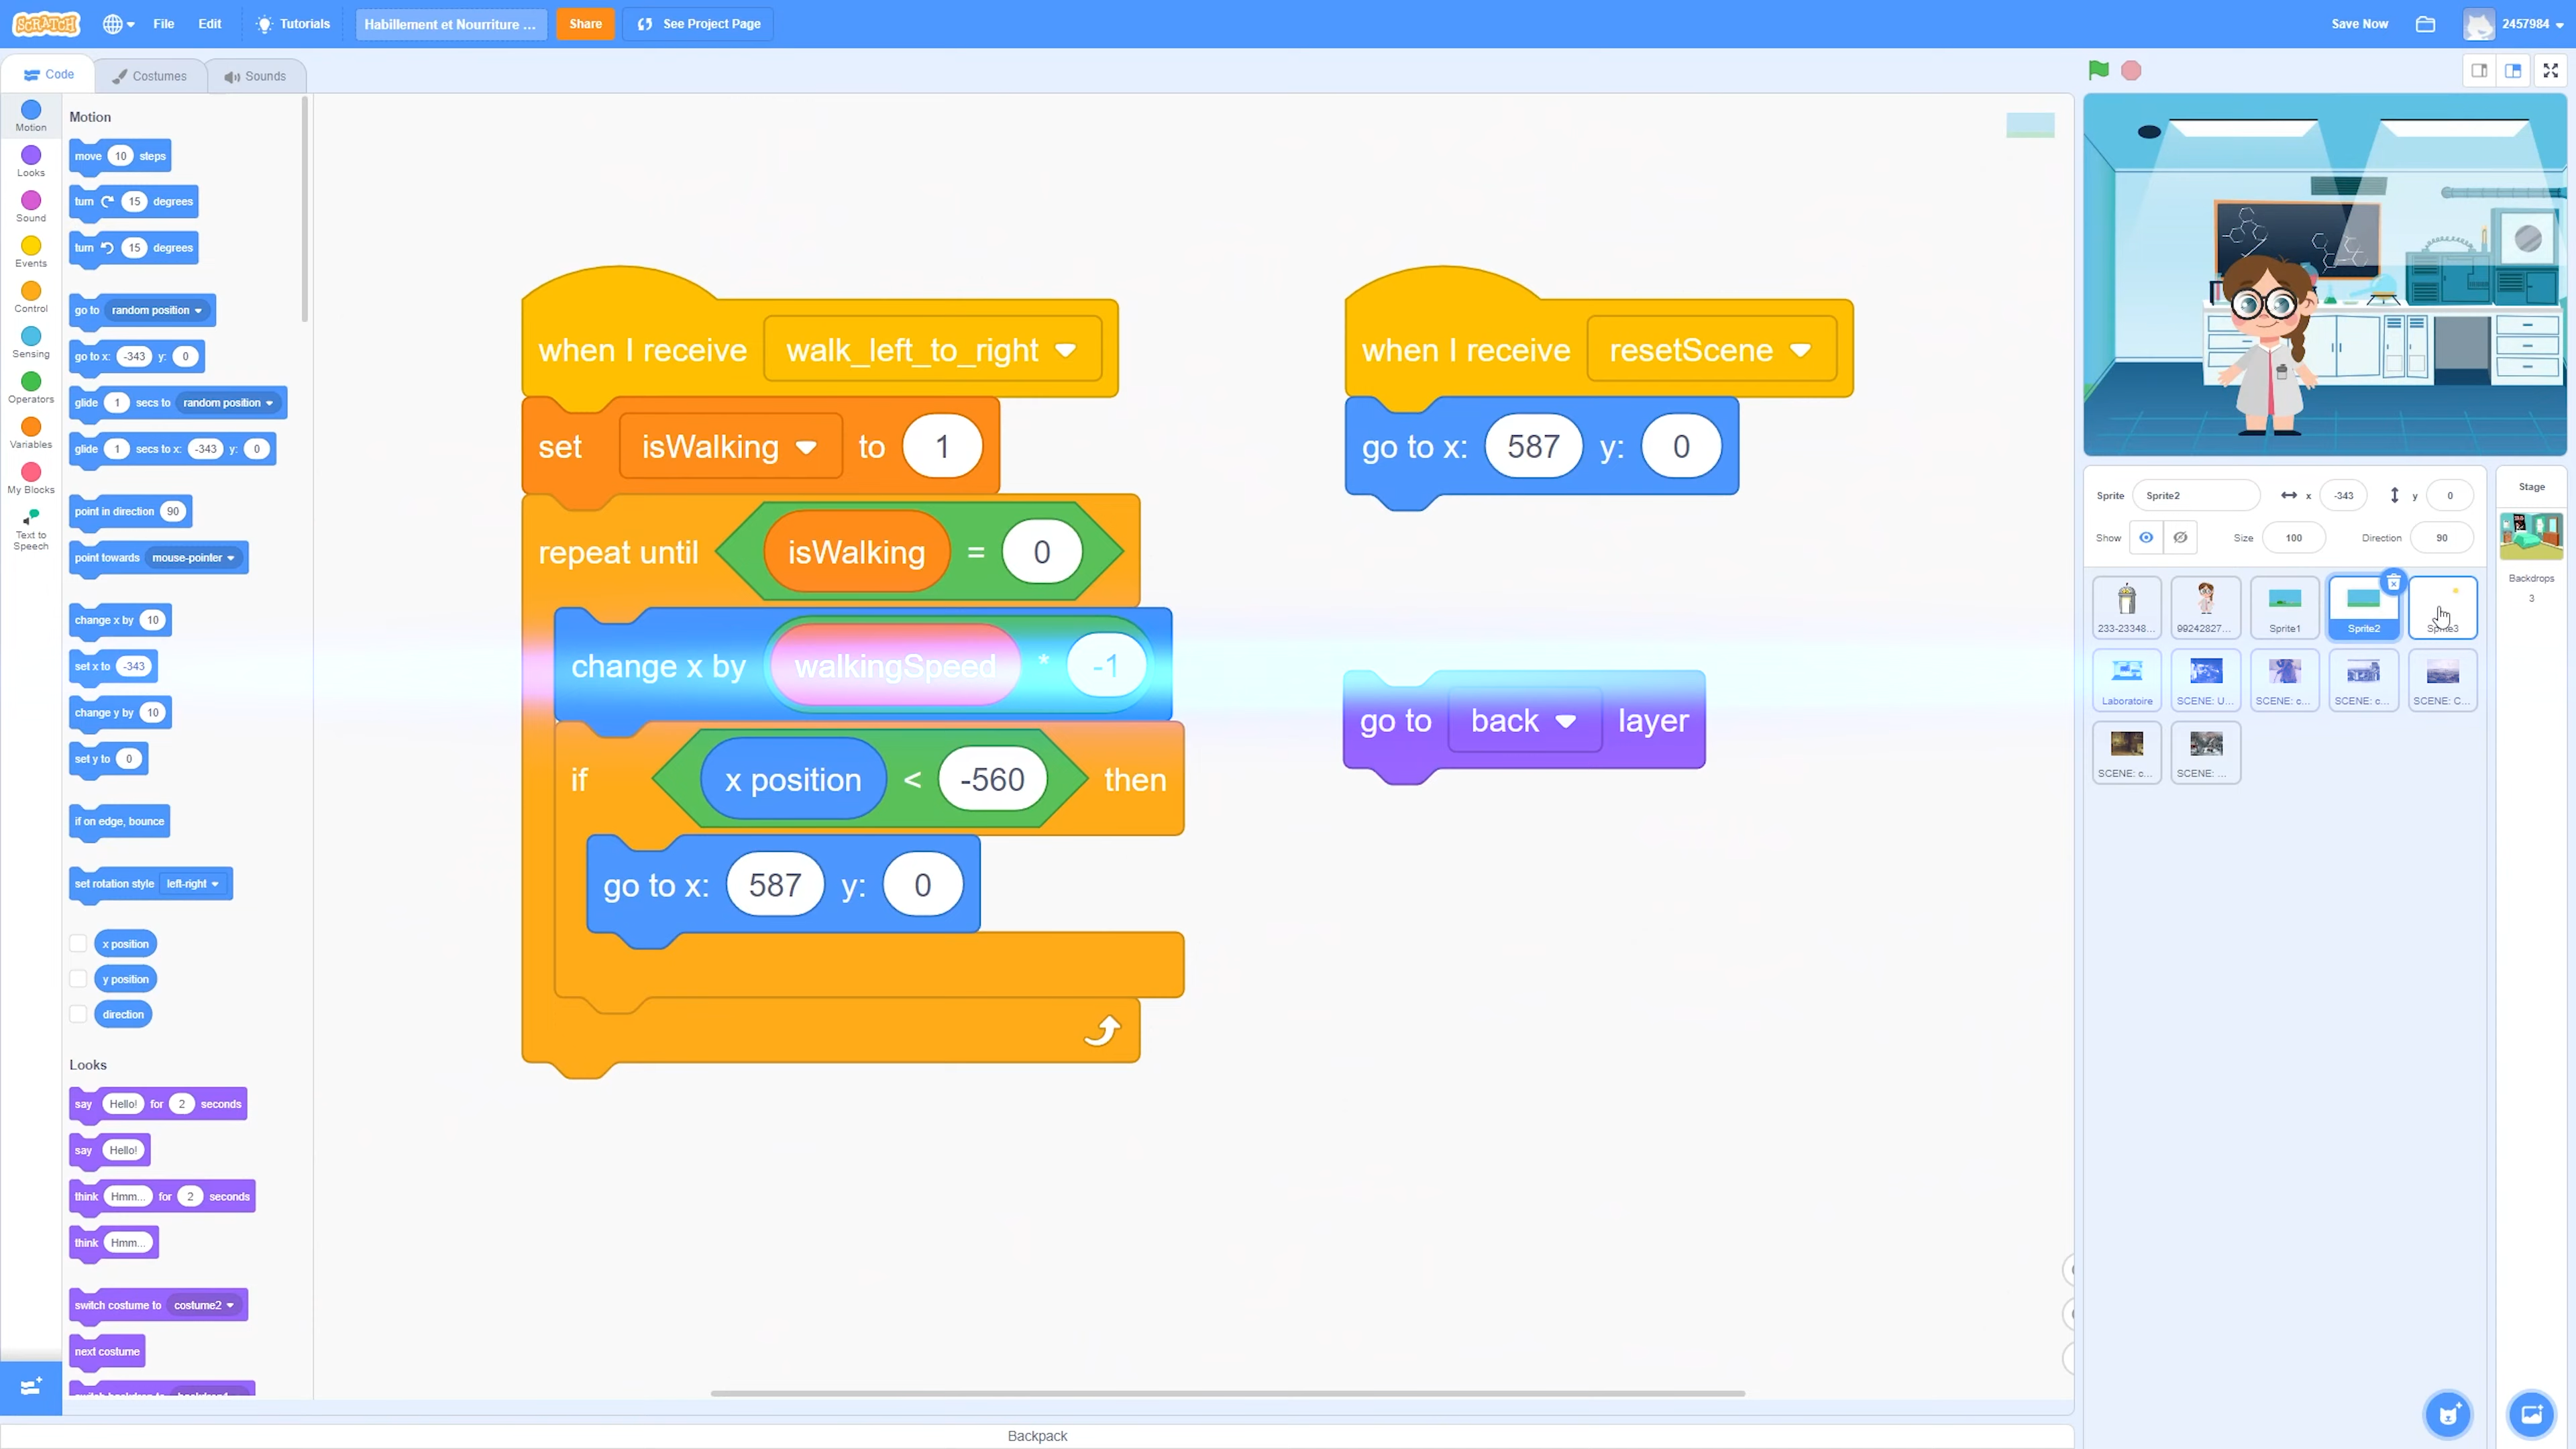 SCRATCH File Edit Tutorials Habillement et Nourriture ... Share See Project Page Save Now 2457984
Code Costumes Sounds
Motion
Looks
Sound
Events
Control
Sensing
Operators
Variables
My Blocks
Text to
Speech
Motion
move 10 steps
turn 15 degrees
turn 15 degrees
go to random position
go to x: -343 y: 0
glide 1 secs to random position
glide 1 secs to x: -343 y: 0
point in direction 90
point towards mouse-pointer
change x by 10
set x to -343
change y by 10
set y to 0
if on edge, bounce
set rotation style left-right
x position
y position
direction
Looks
say Hello! for 2 seconds
say Hello!
think Hmm... for 2 seconds
think Hmm...
switch costume to costume2
next costume
when I receive walk_left_to_right
set isWalking to 1
repeat until isWalking = 0
change x by walkingSpeed * -1
if x position < -560 then
go to x: 587 y: 0
when I receive resetScene
go to x: 587 y: 0
go to back layer
Sprite Sprite2 x -343 y 0
Show Size 100 Direction 90
233-23348... 99242827... Sprite1 Sprite2 Sprite3
Laboratoire SCENE: U... SCENE: c... SCENE: c... SCENE: C...
SCENE: c... SCENE: ...
Stage
Backdrops
3
Backpack